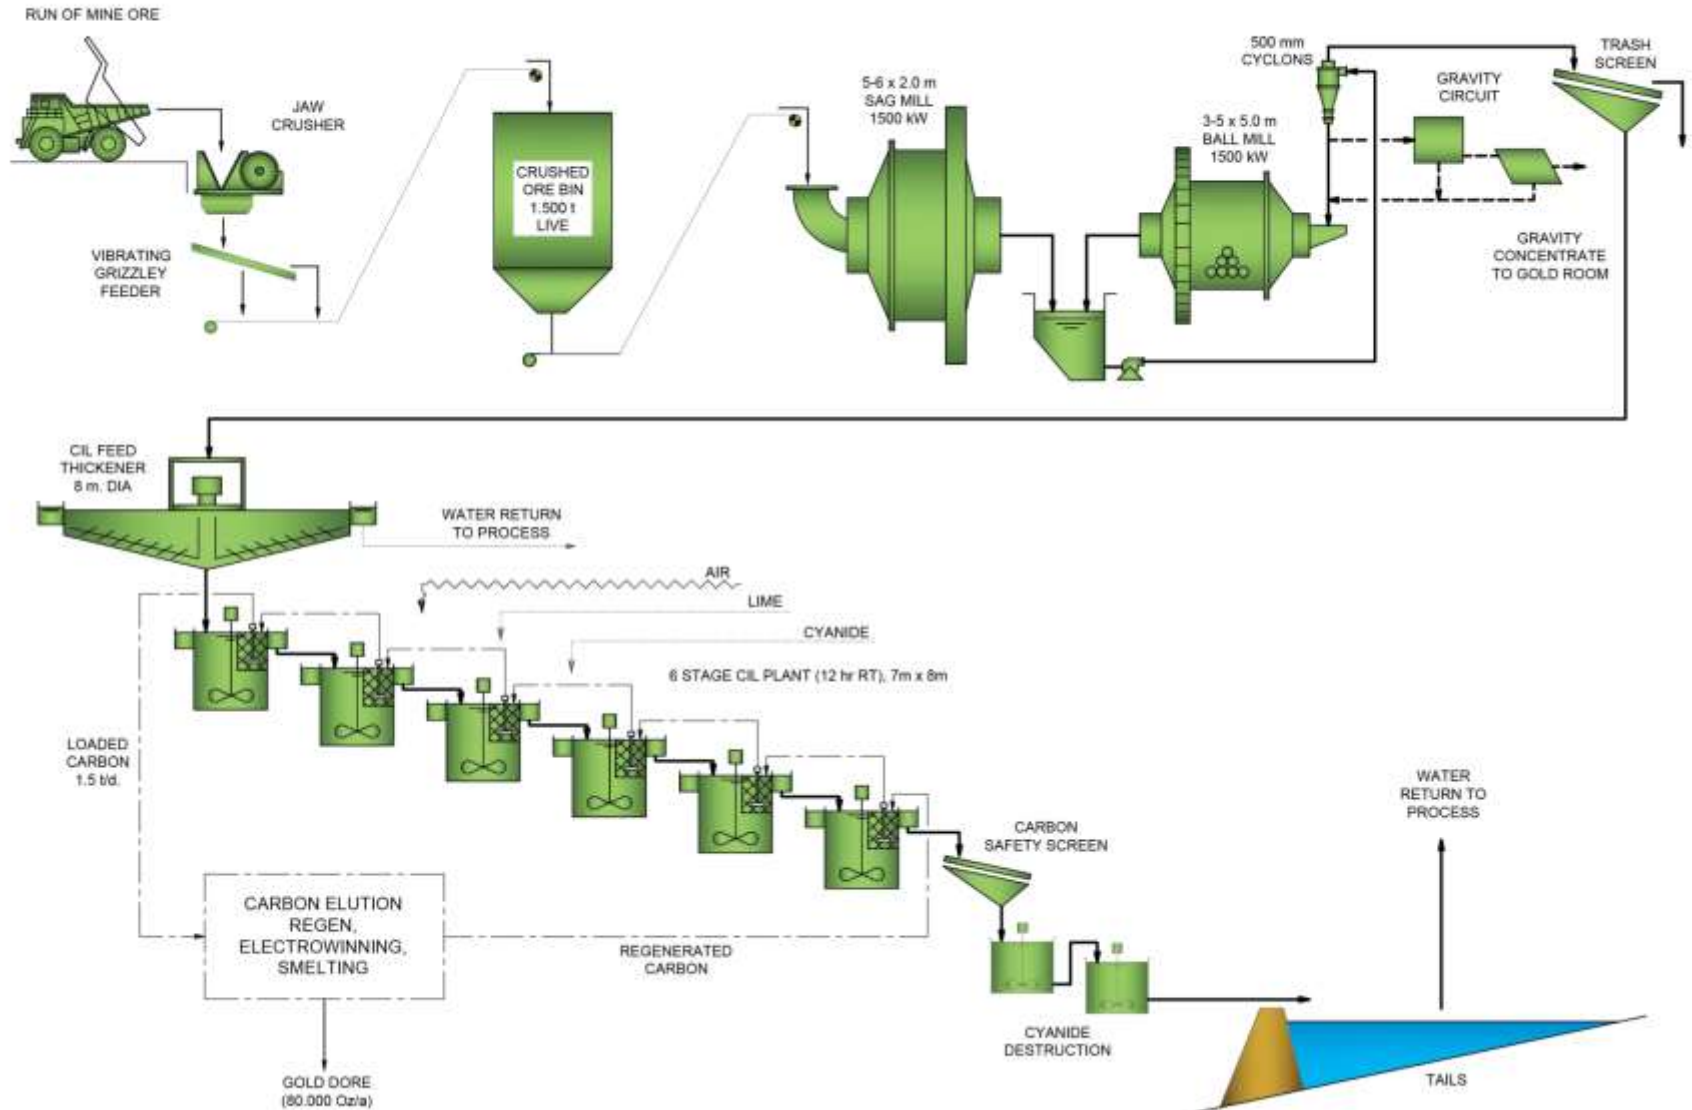 RUN OF MINE ORE
JAW
CRUSHER
VIBRATING
GRIZZLEY
FEEDER
CRUSHED
ORE BIN
1.500 t
LIVE
5-6 x 2.0 m
SAG MILL
1500 kW
3-5 x 5.0 m
BALL MILL
1500 kW
500 mm
CYCLONS
GRAVITY
CIRCUIT
TRASH
SCREEN
GRAVITY
CONCENTRATE
TO GOLD ROOM
CIL FEED
THICKENER
8 m. DIA
WATER RETURN
TO PROCESS
AIR
LIME
CYANIDE
6 STAGE CIL PLANT (12 hr RT), 7m x 8m
LOADED
CARBON
1.5 t/d.
CARBON ELUTION
REGEN,
ELECTROWINNING,
SMELTING
REGENERATED
CARBON
GOLD DORE
(80.000 Oz/a)
CARBON
SAFETY SCREEN
CYANIDE
DESTRUCTION
WATER
RETURN TO
PROCESS
TAILS